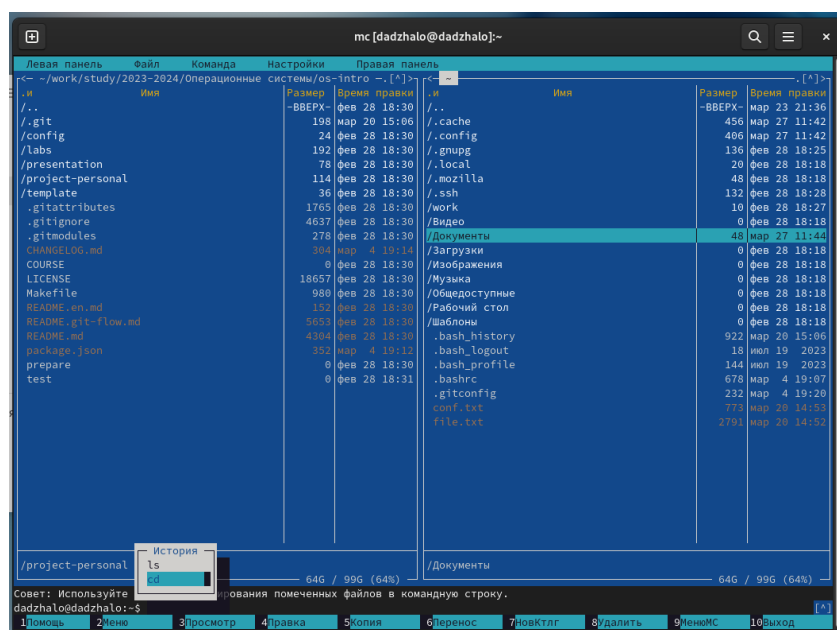 mc [dadzhalo@dadzhalo]:~
Левая панель Файл Команда Настройки Правая панель
<— ~/work/study/2023-2024/Операционные системы/os-intro —.[^]>
.и Имя Размер Время правки
/.. -ВВЕРХ- фев 28 18:30
/.git 198 мар 20 15:06
/config 24 фев 28 18:30
/labs 192 фев 28 18:30
/presentation 78 фев 28 18:30
/project-personal 114 фев 28 18:30
/template 36 фев 28 18:30
.gitattributes 1765 фев 28 18:30
.gitignore 4637 фев 28 18:30
.gitmodules 278 фев 28 18:30
CHANGELOG.md 304 мар 4 19:14
COURSE 0 фев 28 18:30
LICENSE 18657 фев 28 18:30
Makefile 980 фев 28 18:30
README.en.md 152 фев 28 18:30
README.git-flow.md 5653 фев 28 18:30
README.md 4304 фев 28 18:30
package.json 352 мар 4 19:12
prepare 0 фев 28 18:30
test 0 фев 28 18:31
/project-personal
64G / 99G (64%)
<— ~ .[^]>
.и Имя Размер Время правки
/.. -ВВЕРХ- мар 23 21:36
/.cache 456 мар 27 11:42
/.config 406 мар 27 11:42
/.gnupg 136 фев 28 18:25
/.local 20 фев 28 18:18
/.mozilla 48 фев 28 18:18
/.ssh 132 фев 28 18:28
/work 10 фев 28 18:27
/Видео 0 фев 28 18:18
/Документы 48 мар 27 11:44
/Загрузки 0 фев 28 18:18
/Изображения 0 фев 28 18:18
/Музыка 0 фев 28 18:18
/Общедоступные 0 фев 28 18:18
/Рабочий стол 0 фев 28 18:18
/Шаблоны 0 фев 28 18:18
.bash_history 922 мар 20 15:06
.bash_logout 18 июл 19 2023
.bash_profile 144 июл 19 2023
.bashrc 678 мар 4 19:07
.gitconfig 232 мар 4 19:20
conf.txt 773 мар 20 14:53
file.txt 2791 мар 20 14:52
/Документы
64G / 99G (64%)
История
ls
cd
Совет: Используйте рования помеченных файлов в командную строку.
dadzhalo@dadzhalo:~$ [^]
1Помощь 2Меню 3Просмотр 4Правка 5Копия 6Перенос 7НовКтлг 8Удалить 9МенюМС 10Выход